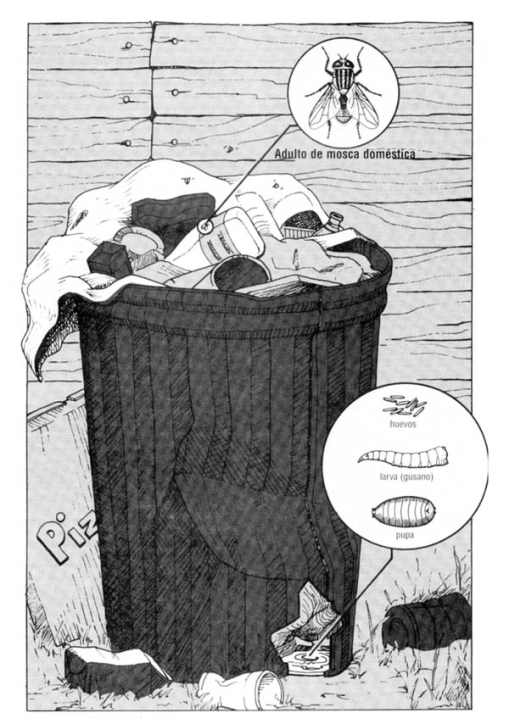 Adulto de mosca doméstica
huevos
larva (gusano)
pupa
Piz